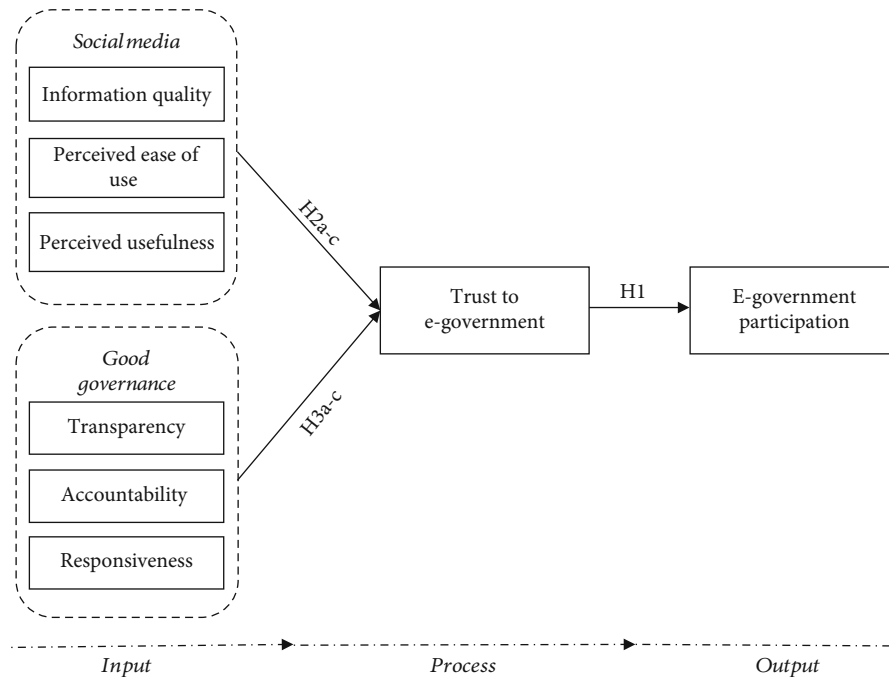 Social media
Information quality
Perceived ease of
use
Perceived usefulness
Good
governance
Transparency
Accountability
Responsiveness
H2a-c
H3a-c
Trust to
e-government
H1
E-government
participation
Input
Process
Output